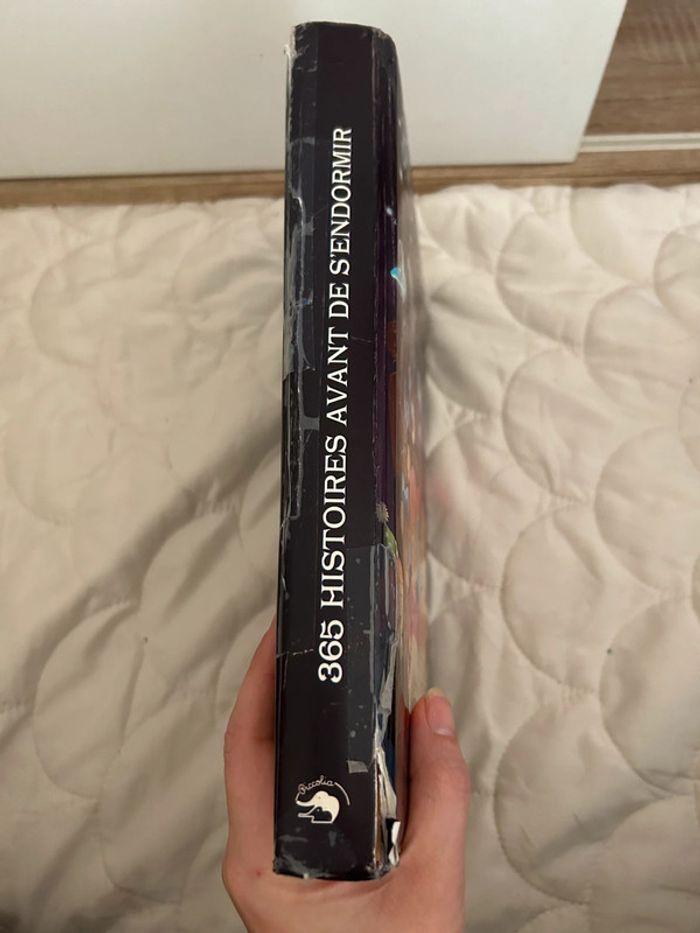 365 HISTOIRES AVANT DE S'ENDORMIR
Piccolia